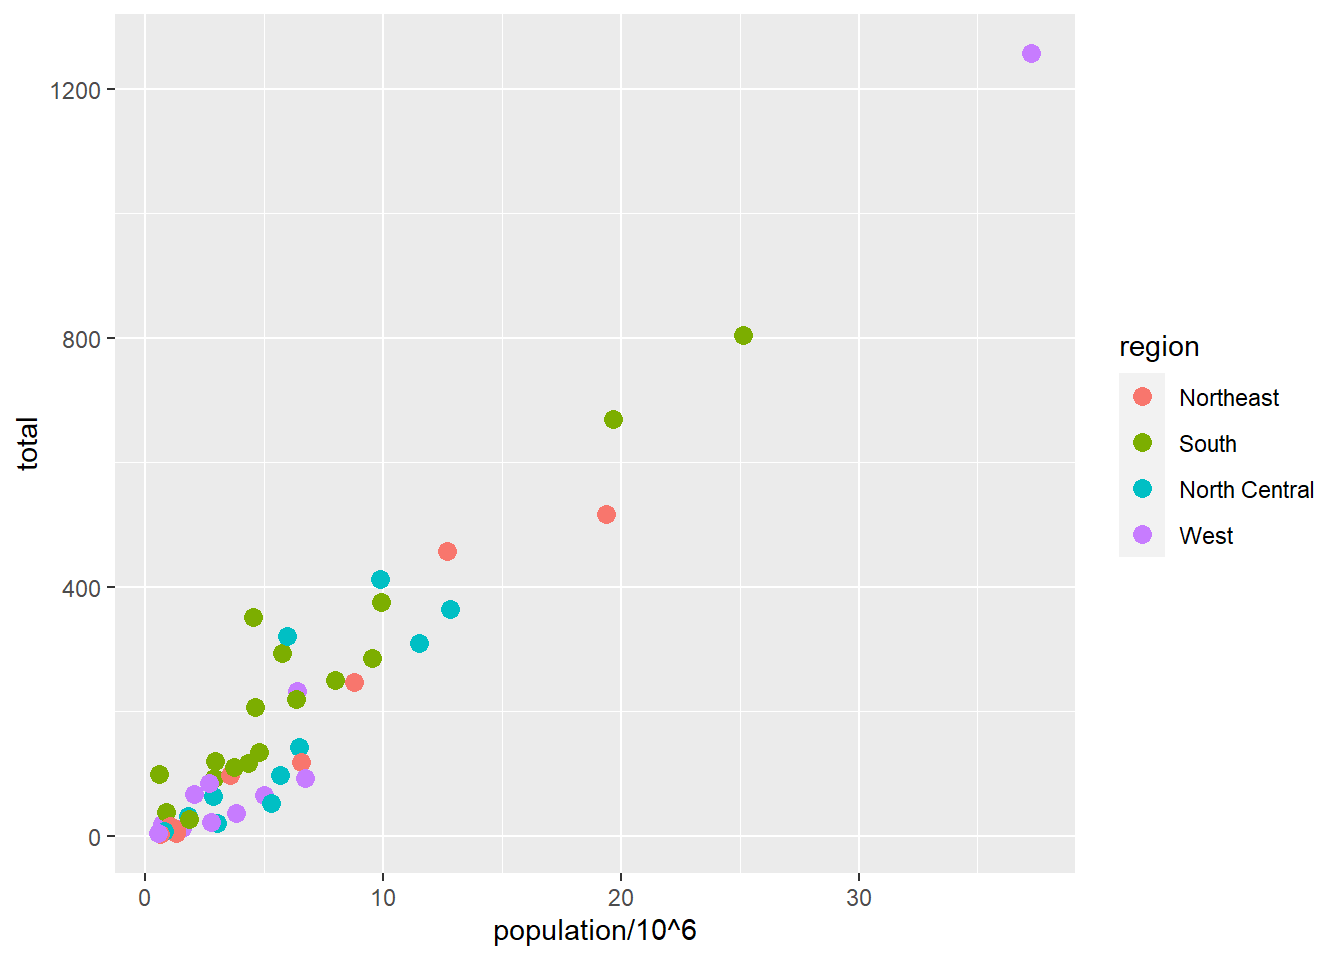 1200
800
400
0
0
10
20
30
population/10^6
total
region
Northeast
South
North Central
West